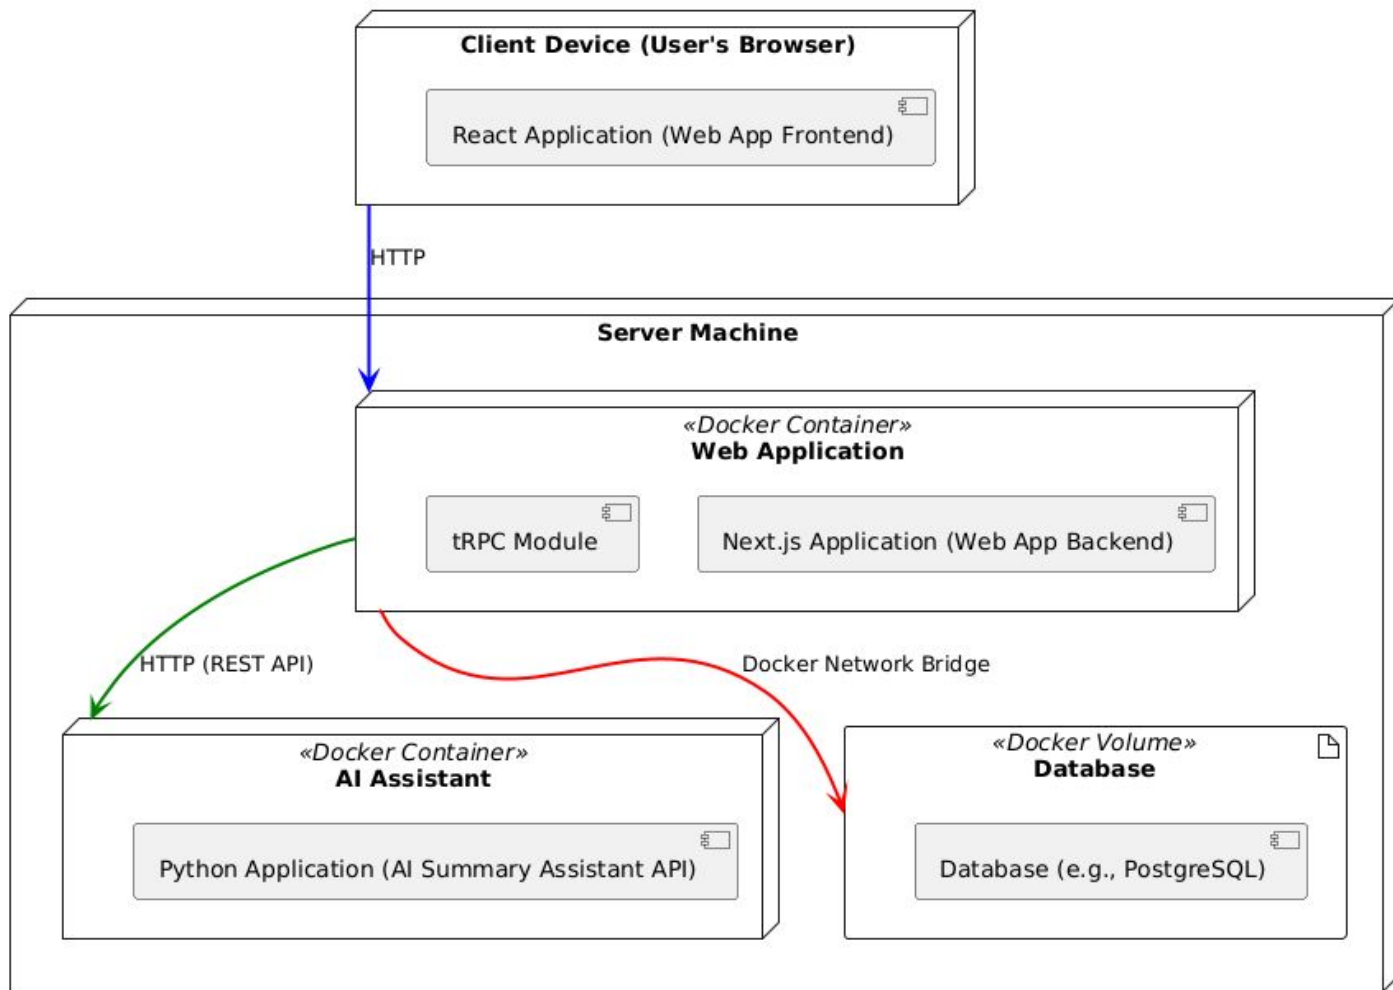 Client Device (User's Browser)
React Application (Web App Frontend)
HTTP
Server Machine
«Docker Container»
Web Application
tRPC Module
Next.js Application (Web App Backend)
HTTP (REST API)
Docker Network Bridge
«Docker Container»
AI Assistant
Python Application (AI Summary Assistant API)
«Docker Volume»
Database
Database (e.g., PostgreSQL)